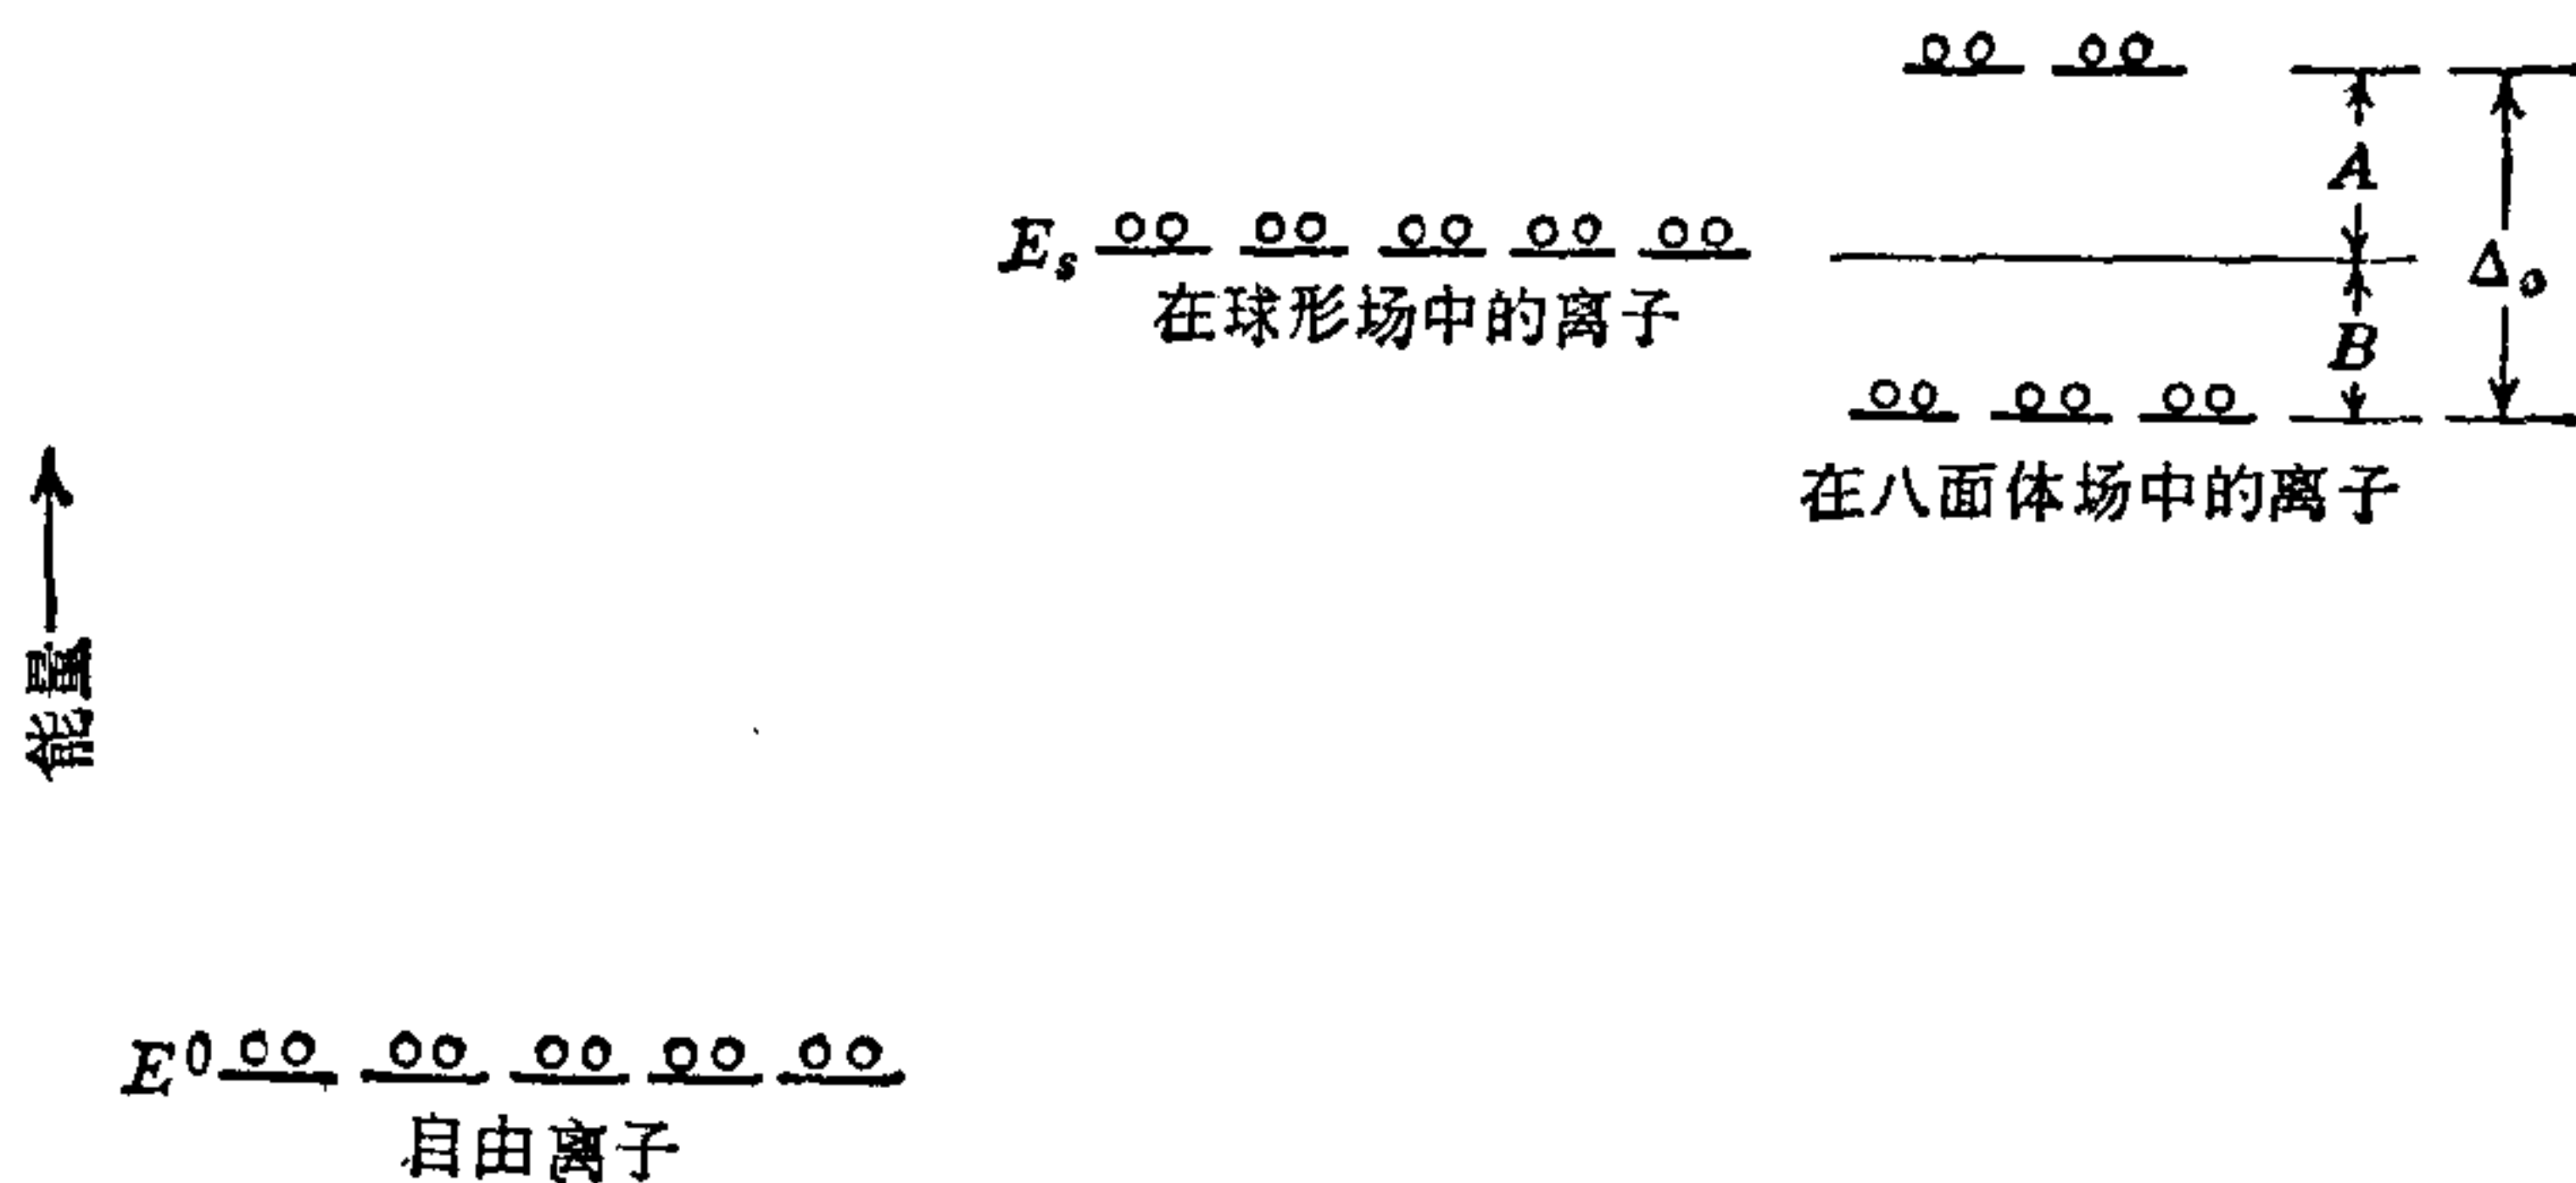 A
E_s
Δ_o
在球形场中的离子
B
在八面体场中的离子
能量
E^0
自由离子